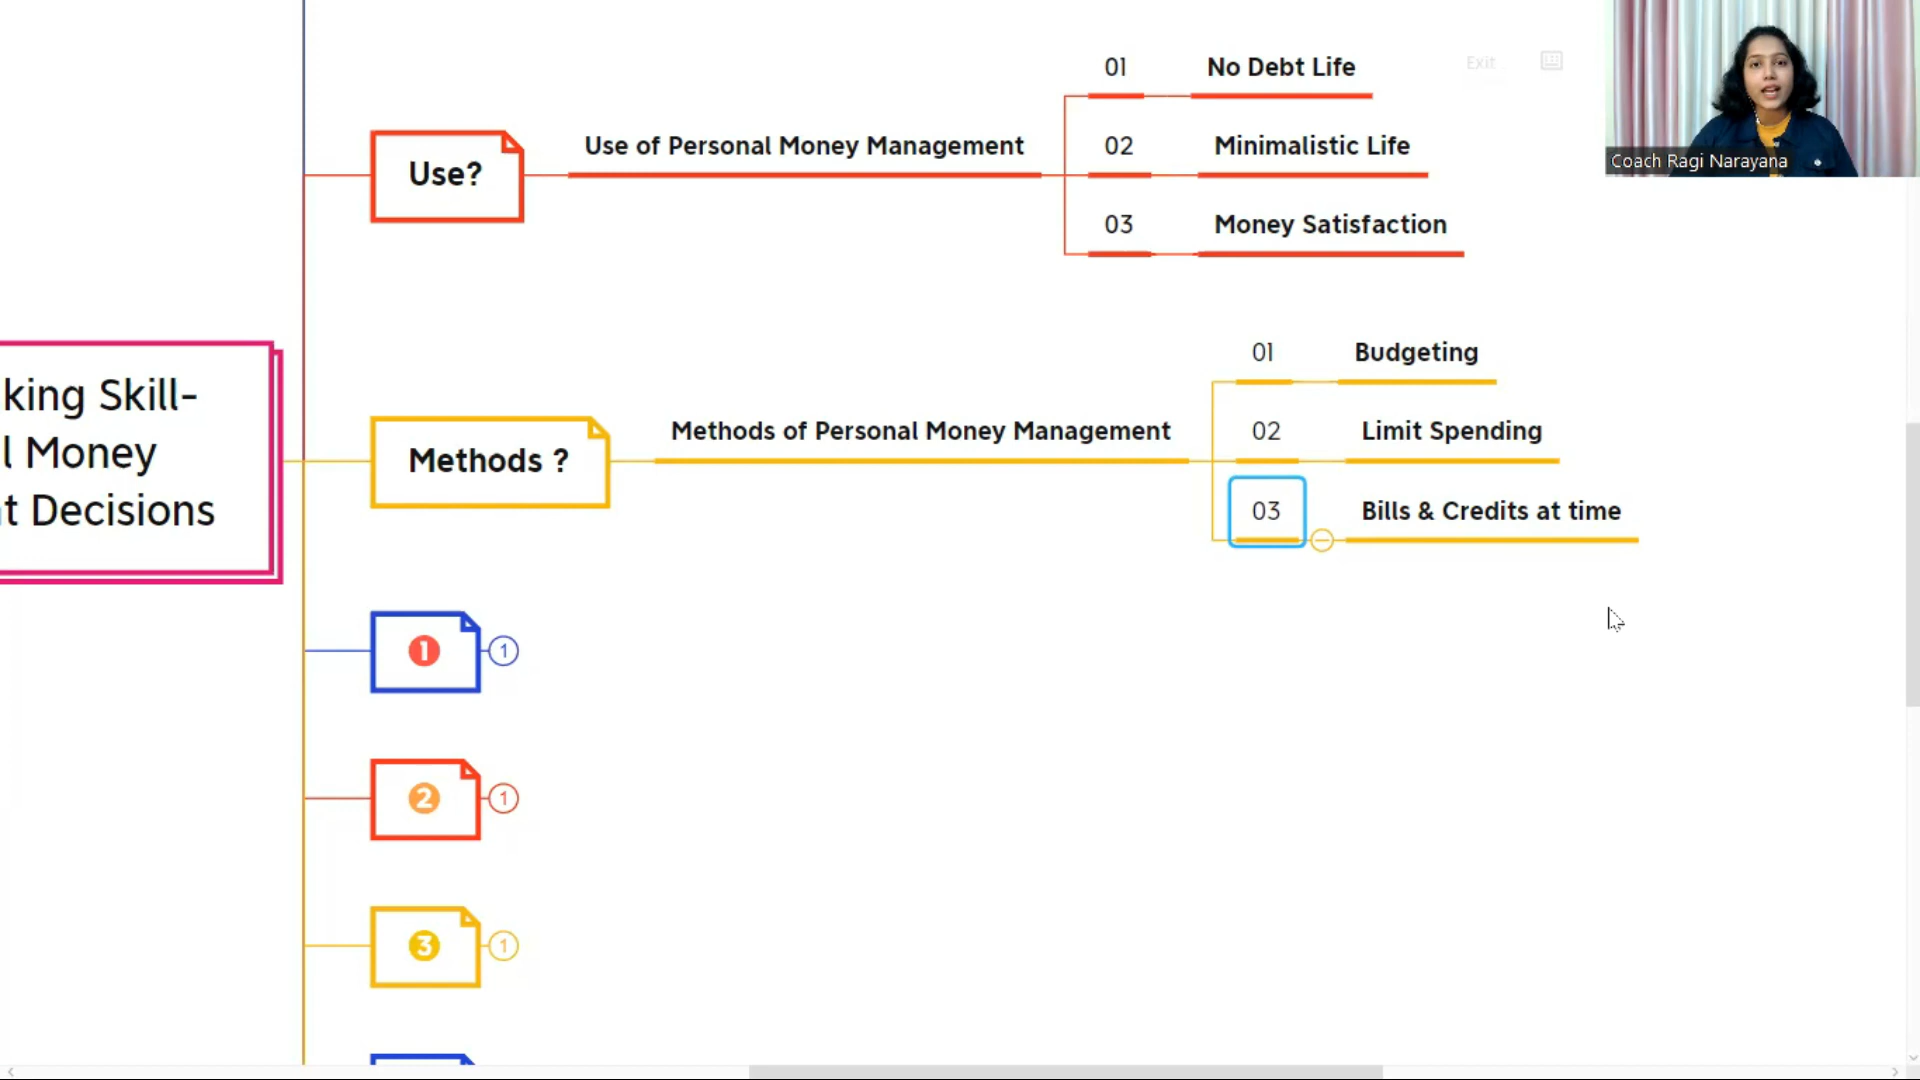 01 No Debt Life
Exit
Use? Use of Personal Money Management 02 Minimalistic Life
03 Money Satisfaction
Coach Ragi Narayana
king Skill-
l Money
t Decisions
01 Budgeting
Methods ? Methods of Personal Money Management 02 Limit Spending
03 Bills & Credits at time
1 1
2 1
3 1